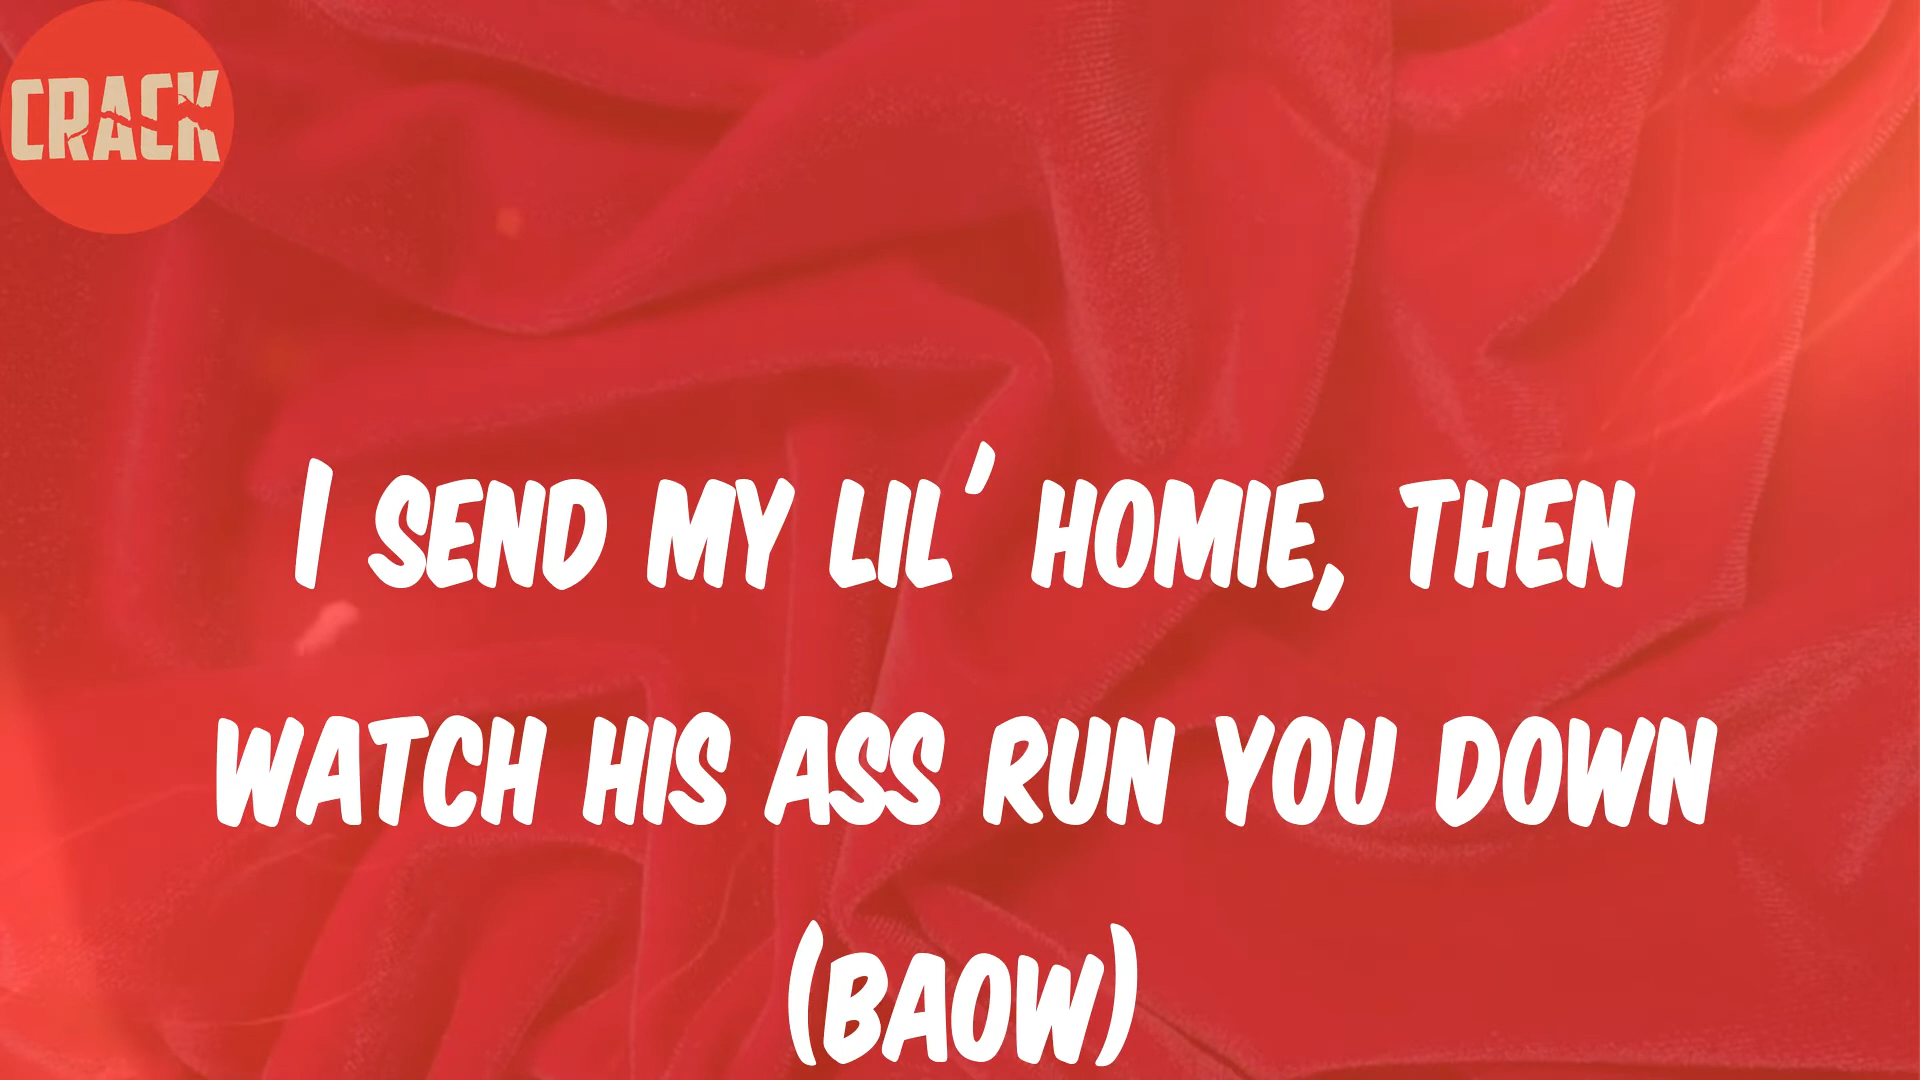 CRACK
I SEND MY LIL' HOMIE, THEN
WATCH HIS ASS RUN YOU DOWN
(BAOW)